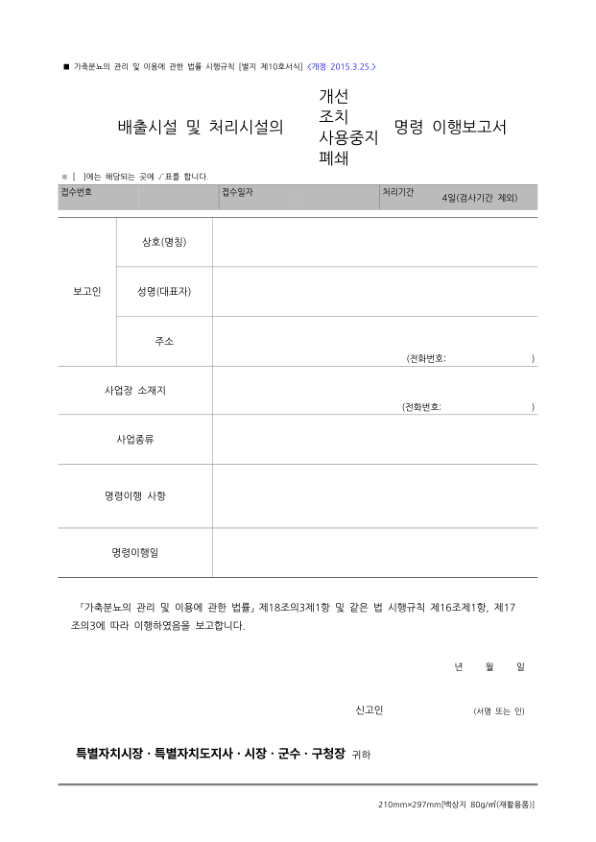 ■ 가축분뇨의 관리 및 이용에 관한 법률 시행규칙 [별지 제10호서식] <개정 2015.3.25.>
개선
조치
배출시설 및 처리시설의 명령 이행보고서
사용중지
폐쇄
※ [ ]에는 해당되는 곳에 √표를 합니다.
접수번호 접수일자 처리기간 4일(검사기간 제외)
보고인
상호(명칭)
성명(대표자)
주소
(전화번호: )
사업장 소재지
(전화번호: )
사업종류
명령이행 사항
명령이행일
「가축분뇨의 관리 및 이용에 관한 법률」 제18조의3제1항 및 같은 법 시행규칙 제16조제1항, 제17
조의3에 따라 이행하였음을 보고합니다.
년 월 일
신고인 (서명 또는 인)
특별자치시장ㆍ특별자치도지사ㆍ시장ㆍ군수ㆍ구청장 귀하
210mm×297mm[백상지 80g/㎡(재활용품)]